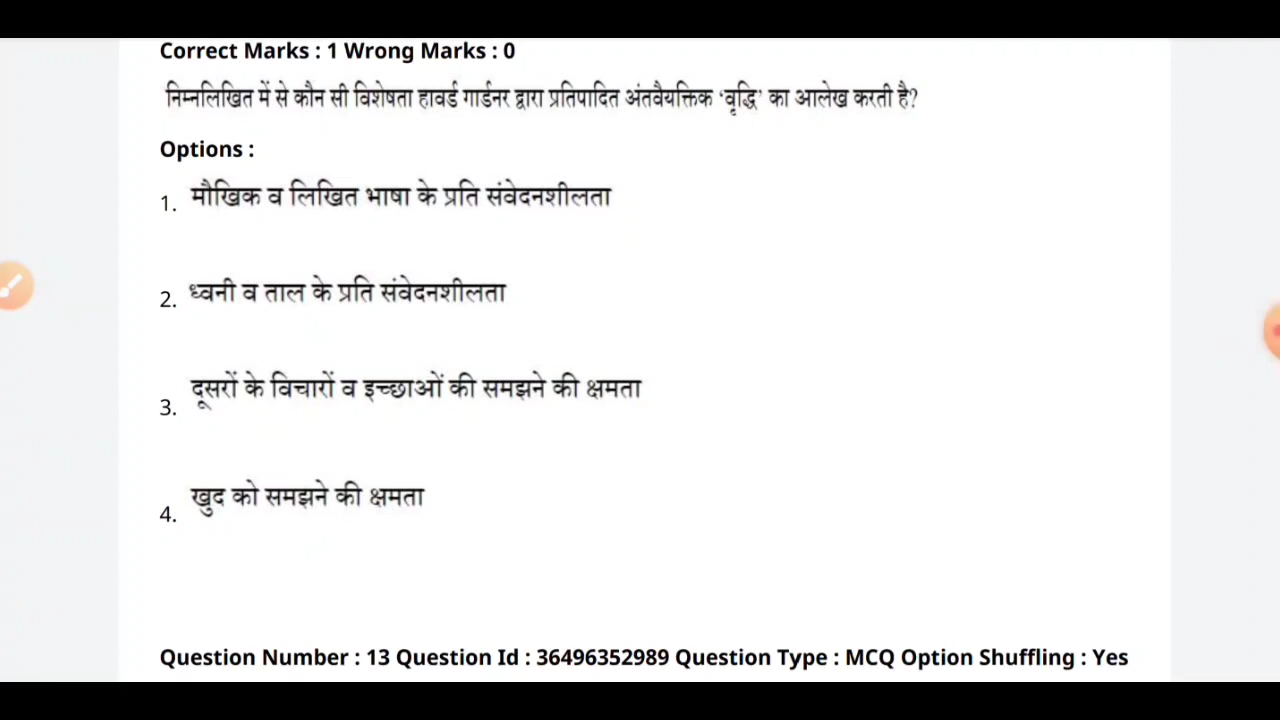 Correct Marks : 1 Wrong Marks : 0
निम्नलिखित में से कौन सी विशेषता हावर्ड गार्डनर द्वारा प्रतिपादित अंतवैयक्तिक ‘वृद्धि’ का आलेख करती है?
Options :
1. मौखिक व लिखित भाषा के प्रति संवेदनशीलता
2. ध्वनी व ताल के प्रति संवेदनशीलता
3. दूसरों के विचारों व इच्छाओं की समझने की क्षमता
4. खुद को समझने की क्षमता
Question Number : 13 Question Id : 36496352989 Question Type : MCQ Option Shuffling : Yes